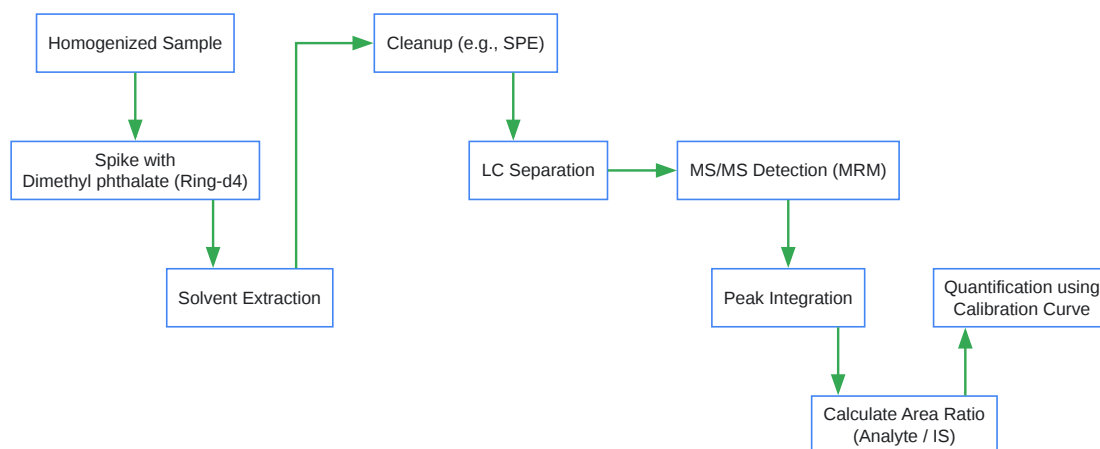 Homogenized Sample
Spike with
Dimethyl phthalate (Ring-d4)
Solvent Extraction
Cleanup (e.g., SPE)
LC Separation
MS/MS Detection (MRM)
Peak Integration
Calculate Area Ratio
(Analyte / IS)
Quantification using
Calibration Curve